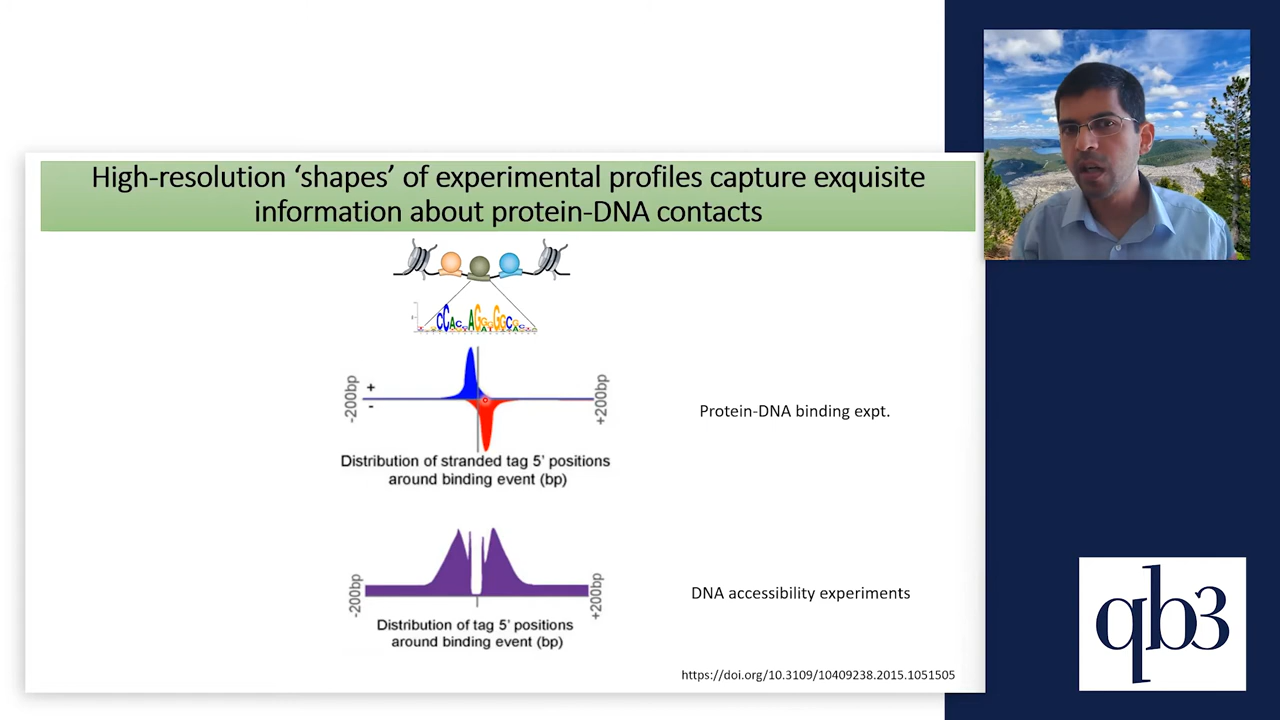 High-resolution ‘shapes’ of experimental profiles capture exquisite
information about protein-DNA contacts
-200bp
+
-
+200bp
Protein-DNA binding expt.
Distribution of stranded tag 5’ positions
around binding event (bp)
-200bp
+200bp
DNA accessibility experiments
Distribution of tag 5’ positions
around binding event (bp)
https://doi.org/10.3109/10409238.2015.1051505
qb3